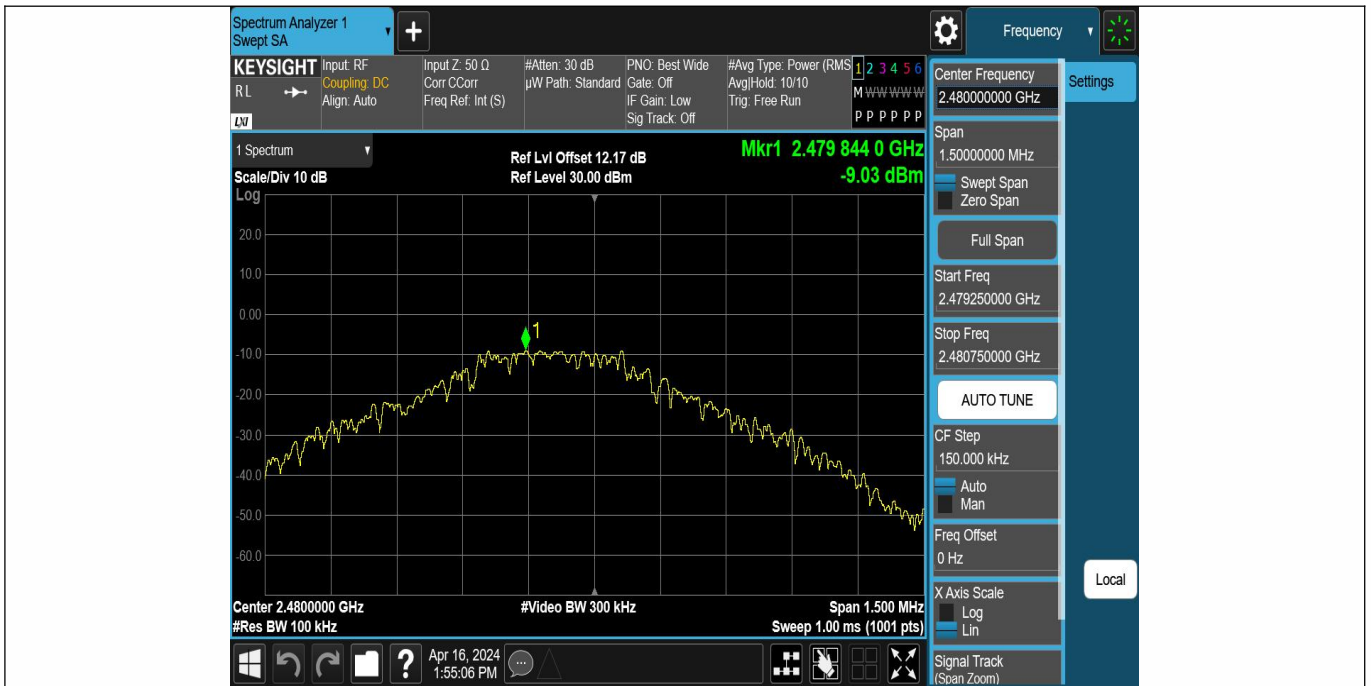 Spectrum Analyzer 1
Swept SA
Frequency
KEYSIGHT
RL
LXI
Input: RF
Coupling: DC
Align: Auto
Input Z: 50 Ω
Corr CCorr
Freq Ref: Int (S)
#Atten: 30 dB
µW Path: Standard
PNO: Best Wide
Gate: Off
IF Gain: Low
Sig Track: Off
#Avg Type: Power (RMS
Avg|Hold: 10/10
Trig: Free Run
1 2 3 4 5 6
M W W W W W
P P P P P P
1 Spectrum
Scale/Div 10 dB
Ref Lvl Offset 12.17 dB
Ref Level 30.00 dBm
Mkr1 2.479 844 0 GHz
-9.03 dBm
Log
20.0
10.0
0.00
-10.0
-20.0
-30.0
-40.0
-50.0
-60.0
1
Center 2.4800000 GHz
#Res BW 100 kHz
#Video BW 300 kHz
Span 1.500 MHz
Sweep 1.00 ms (1001 pts)
Center Frequency
2.480000000 GHz
Settings
Span
1.50000000 MHz
Swept Span
Zero Span
Full Span
Start Freq
2.479250000 GHz
Stop Freq
2.480750000 GHz
AUTO TUNE
CF Step
150.000 kHz
Auto
Man
Freq Offset
0 Hz
X Axis Scale
Log
Lin
Local
Signal Track
(Span Zoom)
?
Apr 16, 2024
1:55:06 PM